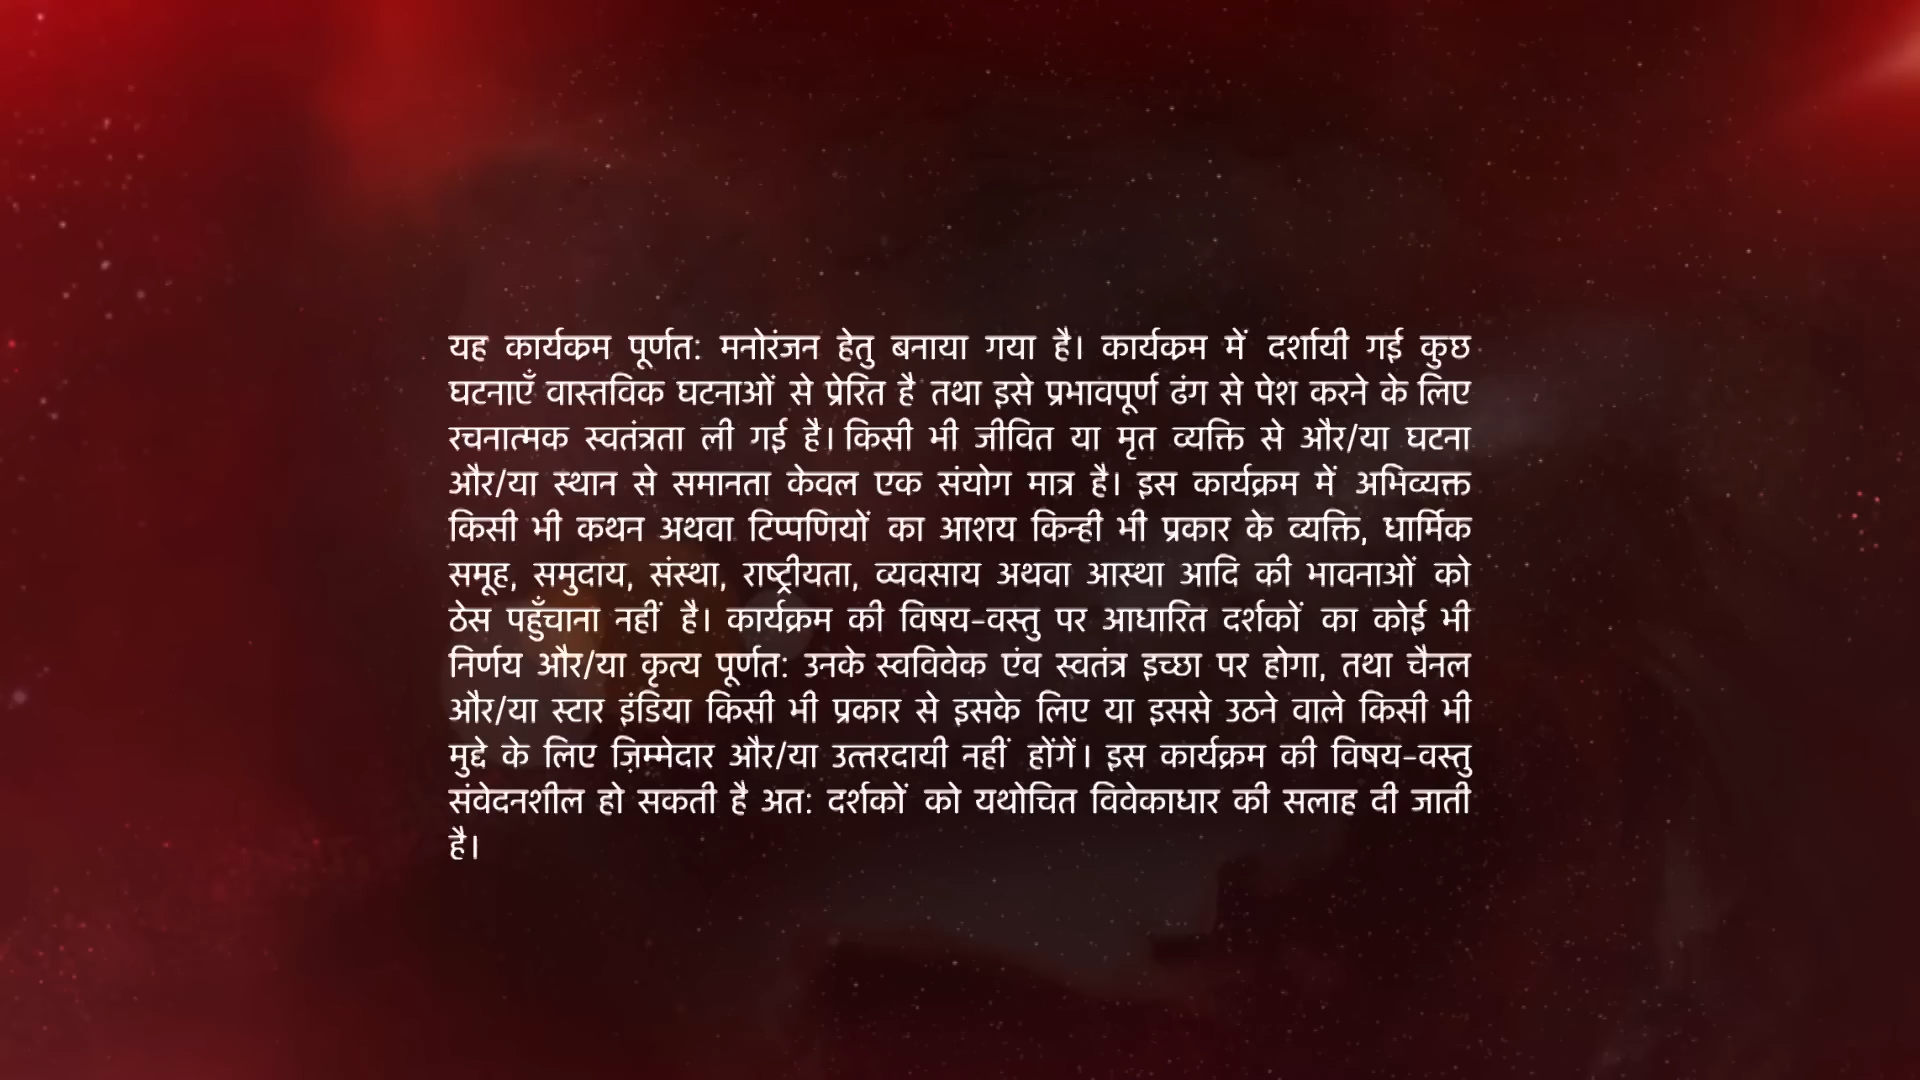 यह कार्यक्रम पूर्णत: मनोरंजन हेतु बनाया गया है। कार्यक्रम में दर्शायी गई कुछ
घटनाएँ वास्तविक घटनाओं से प्रेरित है तथा इसे प्रभावपूर्ण ढंग से पेश करने के लिए
रचनात्मक स्वतंत्रता ली गई है। किसी भी जीवित या मृत व्यक्ति से और/या घटना
और/या स्थान से समानता केवल एक संयोग मात्र है। इस कार्यक्रम में अभिव्यक्त
किसी भी कथन अथवा टिप्पणियों का आशय किन्ही भी प्रकार के व्यक्ति, धार्मिक
समूह, समुदाय, संस्था, राष्ट्रीयता, व्यवसाय अथवा आस्था आदि की भावनाओं को
ठेस पहुँचाना नहीं है। कार्यक्रम की विषय-वस्तु पर आधारित दर्शकों का कोई भी
निर्णय और/या कृत्य पूर्णत: उनके स्वविवेक एंव स्वतंत्र इच्छा पर होगा, तथा चैनल
और/या स्टार इंडिया किसी भी प्रकार से इसके लिए या इससे उठने वाले किसी भी
मुद्दे के लिए ज़िम्मेदार और/या उत्तरदायी नहीं होंगें। इस कार्यक्रम की विषय-वस्तु
संवेदनशील हो सकती है अत: दर्शकों को यथोचित विवेकाधार की सलाह दी जाती
है।